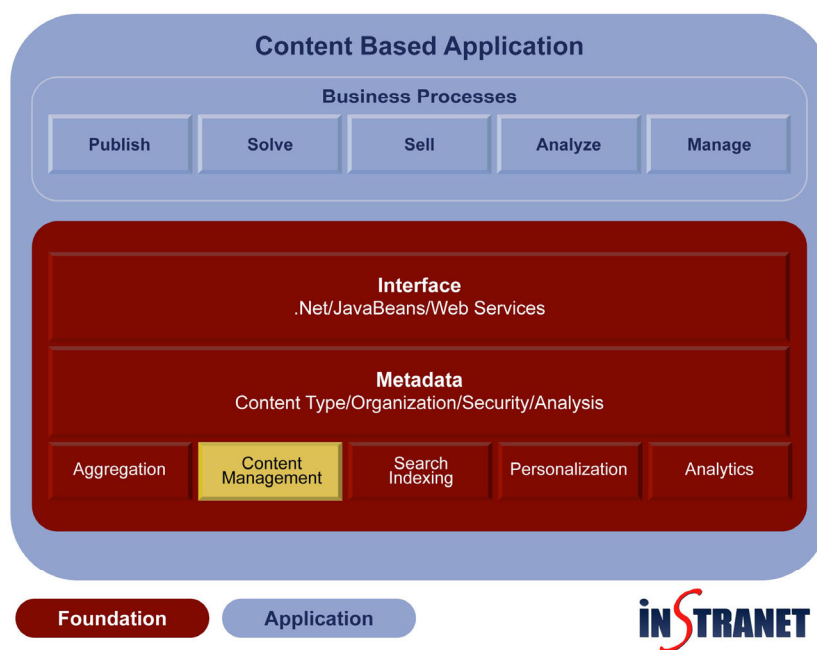 Content Based Application
Business Processes
Publish
Solve
Sell
Analyze
Manage
Interface
.Net/JavaBeans/Web Services
Metadata
Content Type/Organization/Security/Analysis
Aggregation
Content
Management
Search
Indexing
Personalization
Analytics
Foundation
Application
inSTRANET